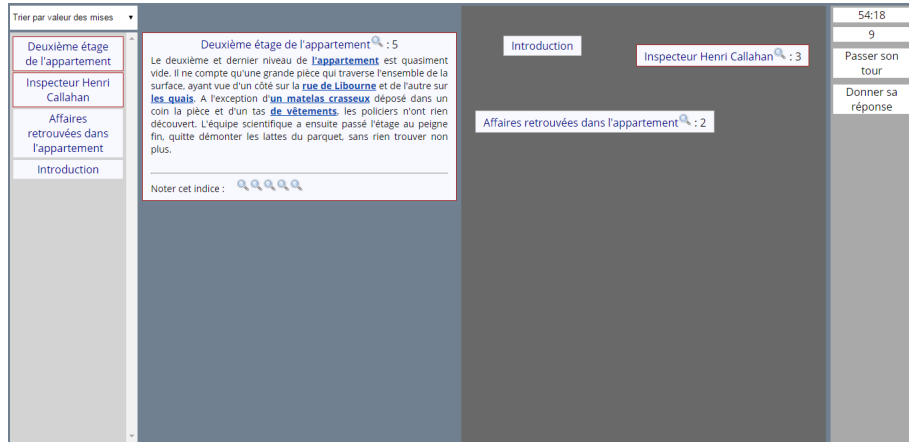 Trier par valeur des mises
Deuxième étage
de l'appartement
Inspecteur Henri
Callahan
Affaires
retrouvées dans
l'appartement
Introduction
Deuxième étage de l'appartement : 5
Le deuxième et dernier niveau de l'appartement est quasiment
vide. Il ne compte qu'une grande pièce qui traverse l'ensemble de la
surface, ayant vue d'un côté sur la rue de Libourne et de l'autre sur
les quais. A l'exception d'un matelas crasseux déposé dans un
coin la pièce et d'un tas de vêtements, les policiers n'ont rien
découvert. L'équipe scientifique a ensuite passé l'étage au peigne
fin, quitte démonter les lattes du parquet, sans rien trouver non
plus.
Noter cet indice :
Introduction
Inspecteur Henri Callahan : 3
Affaires retrouvées dans l'appartement : 2
54:18
9
Passer son
tour
Donner sa
réponse